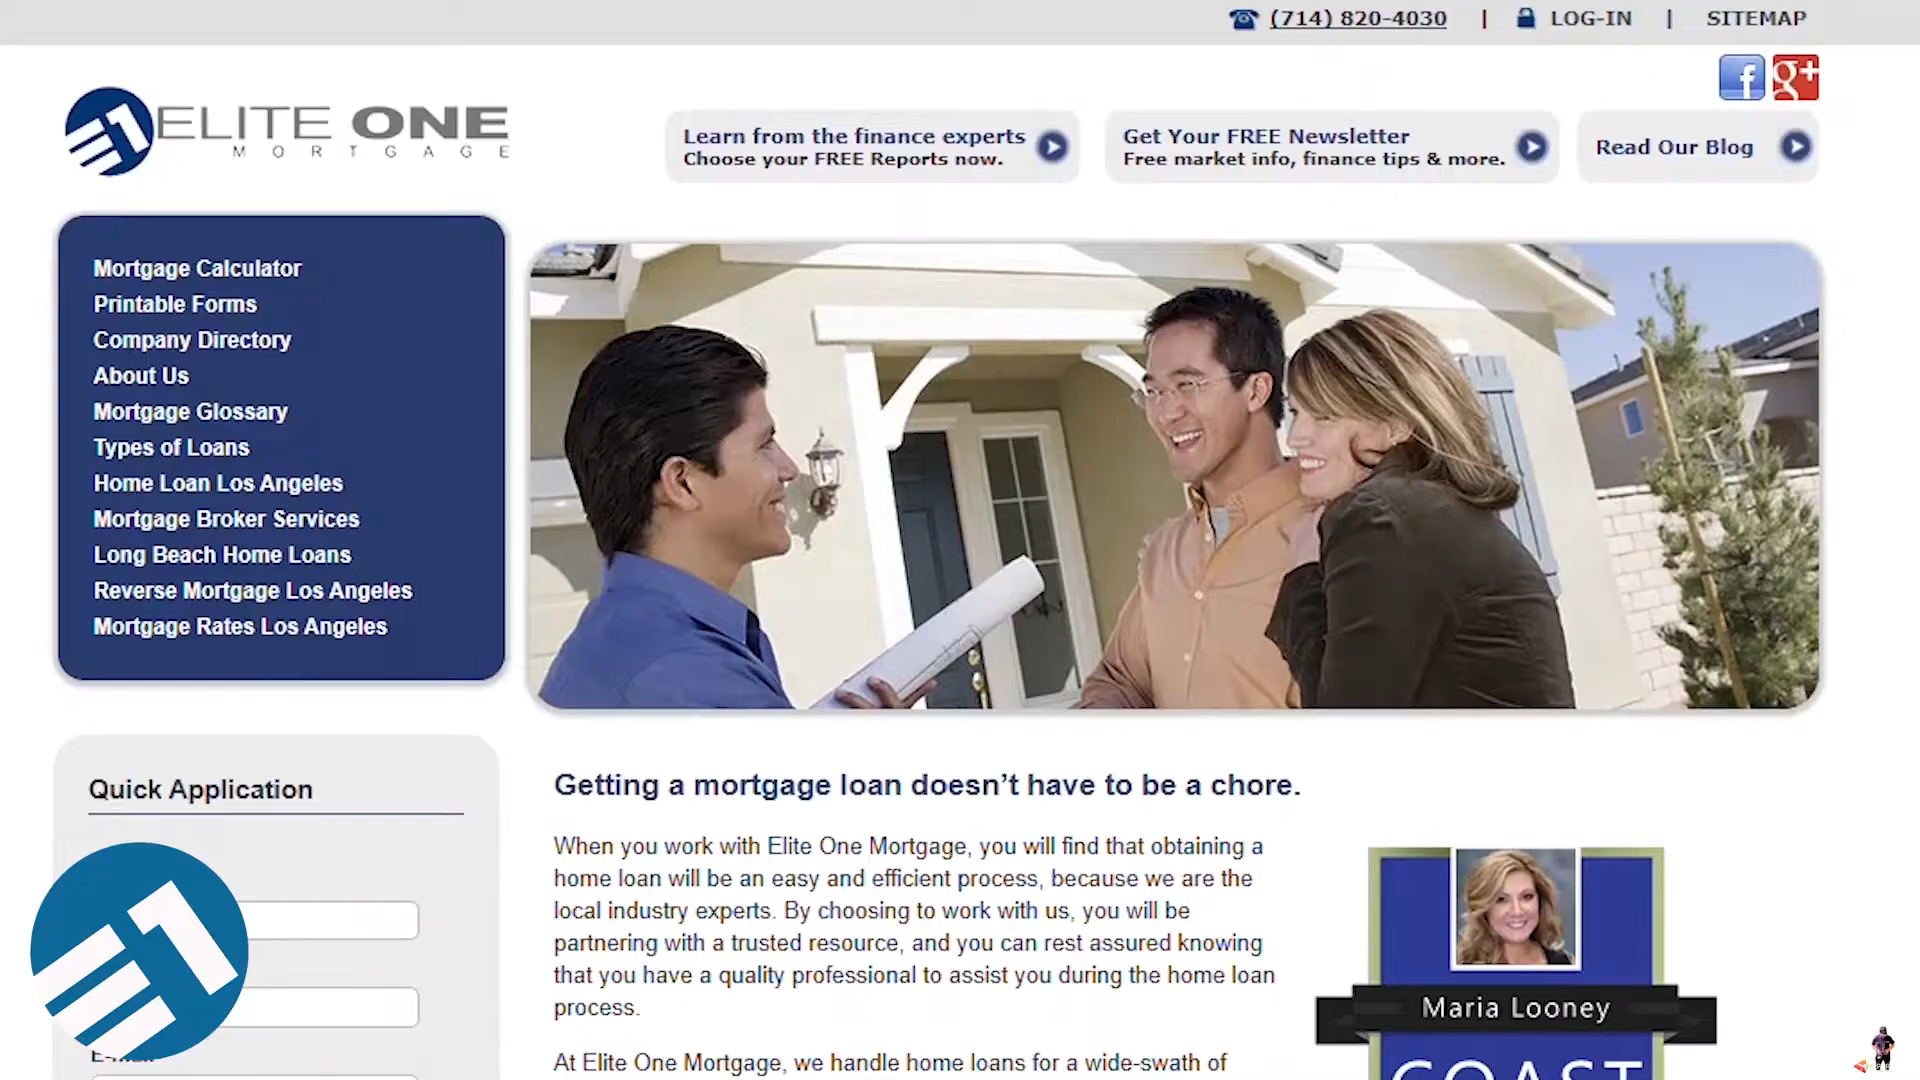 (714) 820-4030 | LOG-IN | SITEMAP
f g+
E1 ELITE ONE
MORTGAGE
Learn from the finance experts
Choose your FREE Reports now.
Get Your FREE Newsletter
Free market info, finance tips & more.
Read Our Blog
Mortgage Calculator
Printable Forms
Company Directory
About Us
Mortgage Glossary
Types of Loans
Home Loan Los Angeles
Mortgage Broker Services
Long Beach Home Loans
Reverse Mortgage Los Angeles
Mortgage Rates Los Angeles
Quick Application
E1
Getting a mortgage loan doesn’t have to be a chore.
When you work with Elite One Mortgage, you will find that obtaining a
home loan will be an easy and efficient process, because we are the
local industry experts. By choosing to work with us, you will be
partnering with a trusted resource, and you can rest assured knowing
that you have a quality professional to assist you during the home loan
process.
At Elite One Mortgage, we handle home loans for a wide-swath of
Maria Looney
COAST